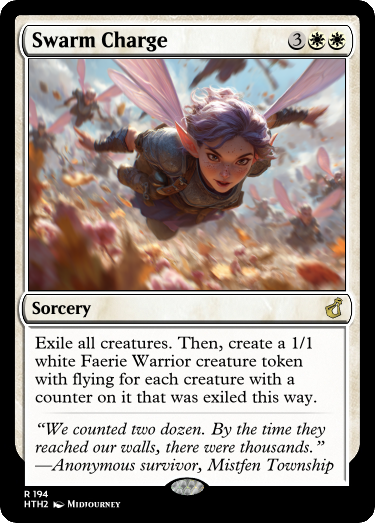 Swarm Charge 3
Sorcery
Exile all creatures. Then, create a 1/1
white Faerie Warrior creature token
with flying for each creature with a
counter on it that was exiled this way.
“We counted two dozen. By the time they
reached our walls, there were thousands.”
—Anonymous survivor, Mistfen Township
R 194
HTH2 Midjourney